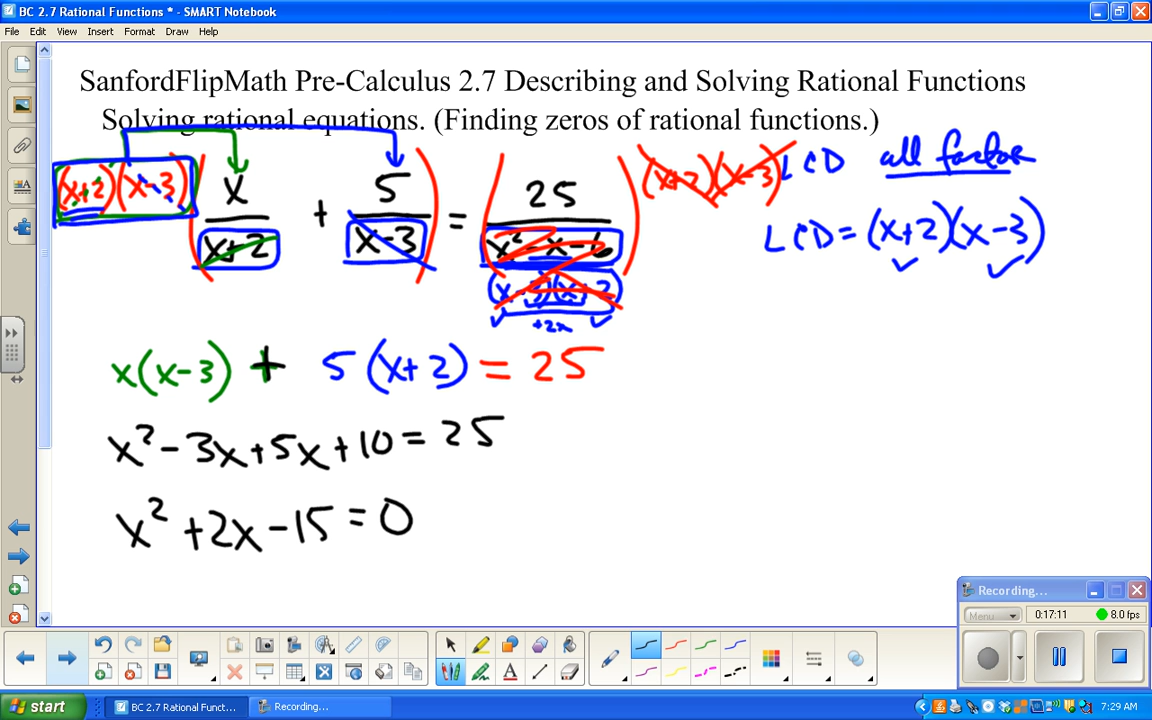 BC 2.7 Rational Functions * - SMART Notebook
File Edit View Insert Format Draw Help
SanfordFlipMath Pre-Calculus 2.7 Describing and Solving Rational Functions
Solving rational equations. (Finding zeros of rational functions.)
(x+2)(x-3) ( x/(x+2) + 5/(x-3) ) = ( 25/(x²-x-6) ) (x+2)(x-3)
(x-3)(x+2)
+2x
LCD all factor
LCD = (x+2)(x-3)
x(x-3) + 5(x+2) = 25
x² - 3x + 5x + 10 = 25
x² + 2x - 15 = 0
Recording...
Menu 0:17:11 8.0 fps
start BC 2.7 Rational Funct... Recording... 7:29 AM